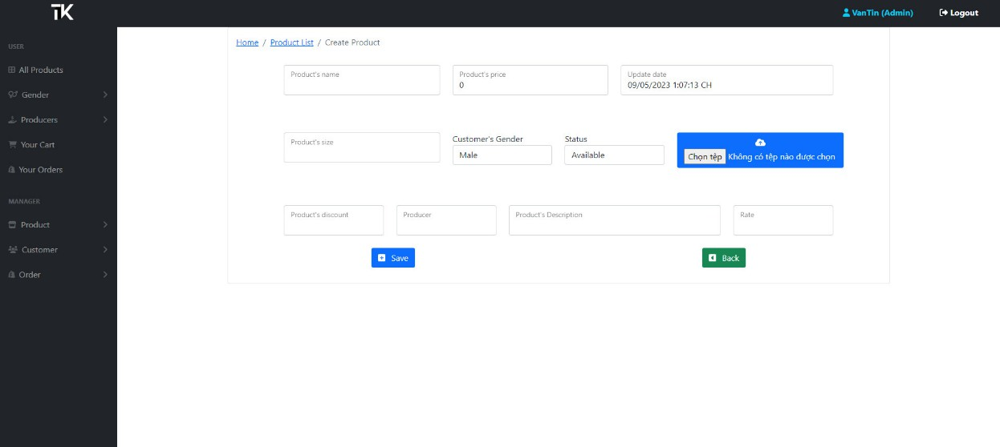 TK
VanTin (Admin)
Logout
USER
All Products
Gender
Producers
Your Cart
Your Orders
MANAGER
Product
Customer
Order
Home / Product List / Create Product
Product's name
Product's price
0
Update date
09/05/2023 1:07:13 CH
Product's size
Customer's Gender
Male
Status
Available
Chọn tệp Không có tệp nào được chọn
Product's discount
Producer
Product's Description
Rate
Save
Back